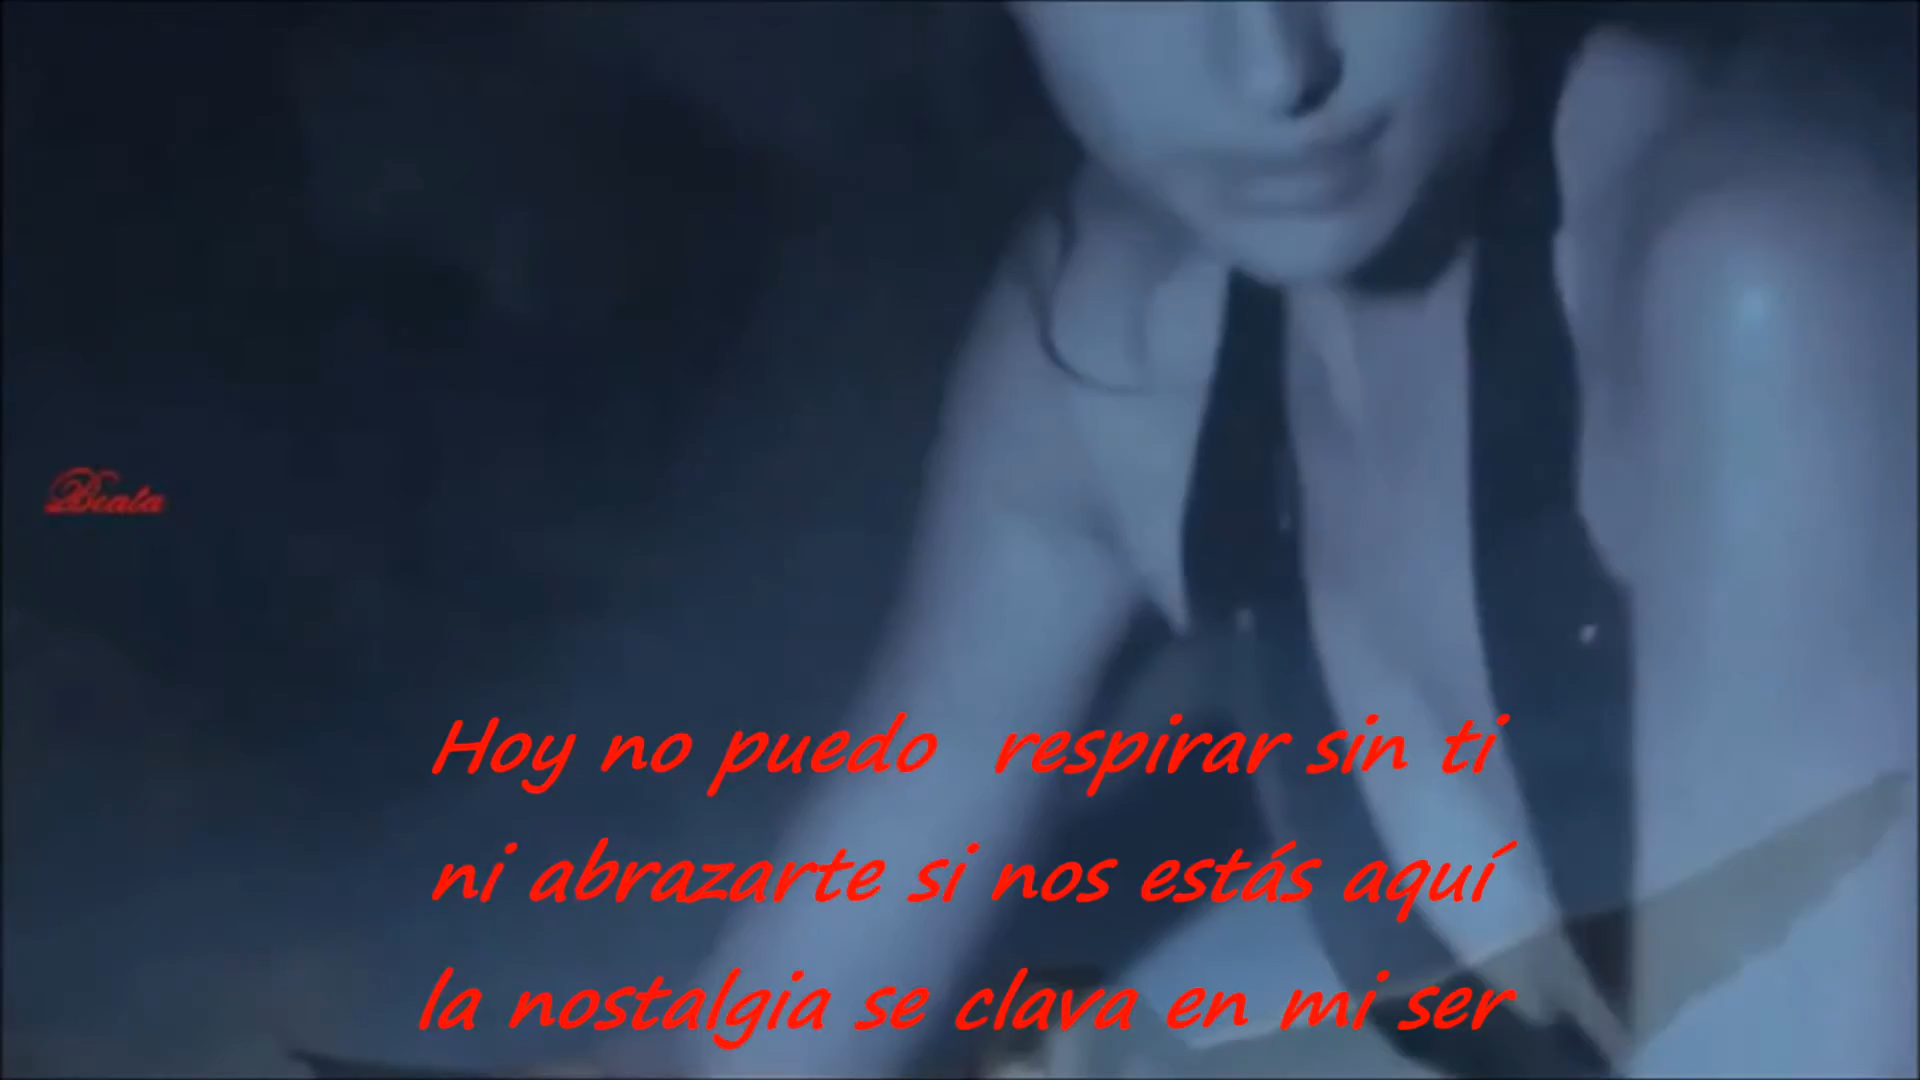 Beata
Hoy no puedo respirar sin ti
ni abrazarte si nos estás aquí
la nostalgia se clava en mi ser